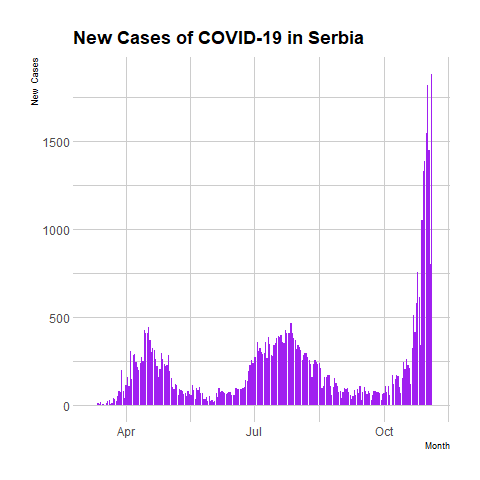 New Cases of COVID-19 in Serbia
New Cases
1500
1000
500
0
Apr
Jul
Oct
Month